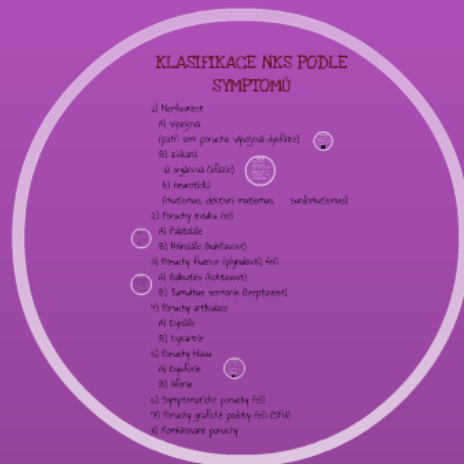 KLASIFIKACE NKS PODLE
SYMPTOMŮ
1) Nemluvnost
A) vývojová
(patří sem porucha vývojová dysfázie)
B) získaná
a) orgánová (afázie)
b) neurotická
(mutismus, elektivní mutismus, surdomutismus)
2) Poruchy zvuku řeči
A) Palatolálie
B) Rhinolálie (huhňavost)
3) Poruchy fluence (plynulosti) řeči
A) Balbuties (koktavost)
B) Tumultus sermonis (breptavost)
4) Poruchy artikulace
A) Dyslálie
B) Dysartrie
5) Poruchy hlasu
A) Dysfonie
B) Afonie
6) Symptomatické poruchy řeči
7) Poruchy grafické podoby řeči (SPU)
8) Kombinované poruchy